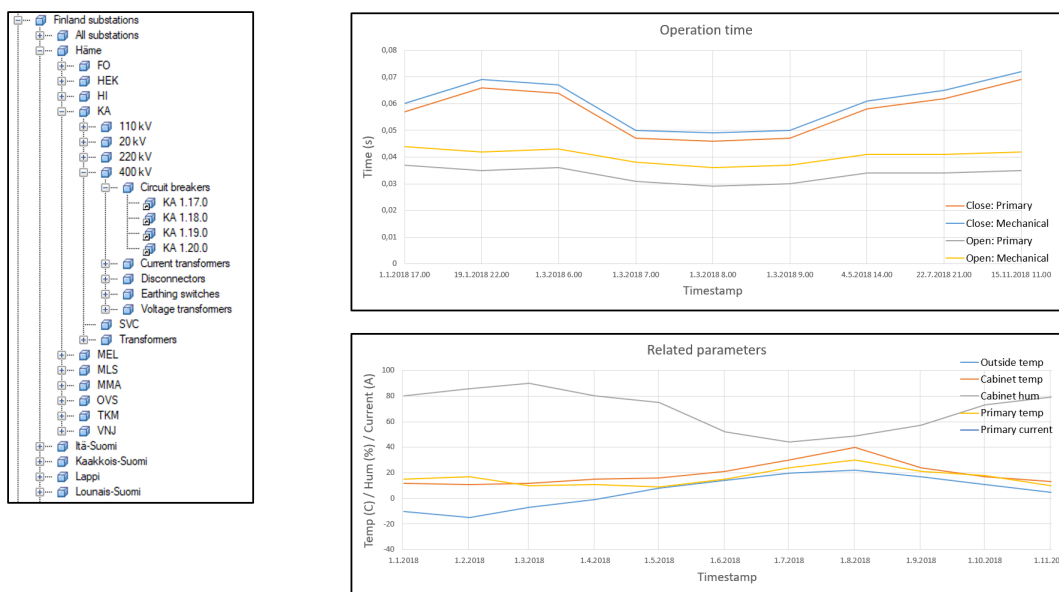 Finland substations
All substations
Häme
FO
HEK
HI
KA
110 kV
20 kV
220 kV
400 kV
Circuit breakers
KA 1.17.0
KA 1.18.0
KA 1.19.0
KA 1.20.0
Current transformers
Disconnectors
Earthing switches
Voltage transformers
SVC
Transformers
MEL
MLS
MMA
OVS
TKM
VNJ
Itä-Suomi
Kaakkois-Suomi
Lappi
Lounais-Suomi
Operation time
0,08
0,07
0,06
0,05
0,04
0,03
0,02
0,01
0
Time (s)
Close: Primary
Close: Mechanical
Open: Primary
Open: Mechanical
1.1.2018 17.00 19.1.2018 22.00 1.3.2018 6.00 1.3.2018 7.00 1.3.2018 8.00 1.3.2018 9.00 4.5.2018 14.00 22.7.2018 21.00 15.11.2018 11.00
Timestamp
Related parameters
100
80
60
40
20
0
-20
-40
Temp (C) / Hum (%) / Current (A)
Outside temp
Cabinet temp
Cabinet hum
Primary temp
Primary current
1.1.2018 1.2.2018 1.3.2018 1.4.2018 1.5.2018 1.6.2018 1.7.2018 1.8.2018 1.9.2018 1.10.2018 1.11.201
Timestamp